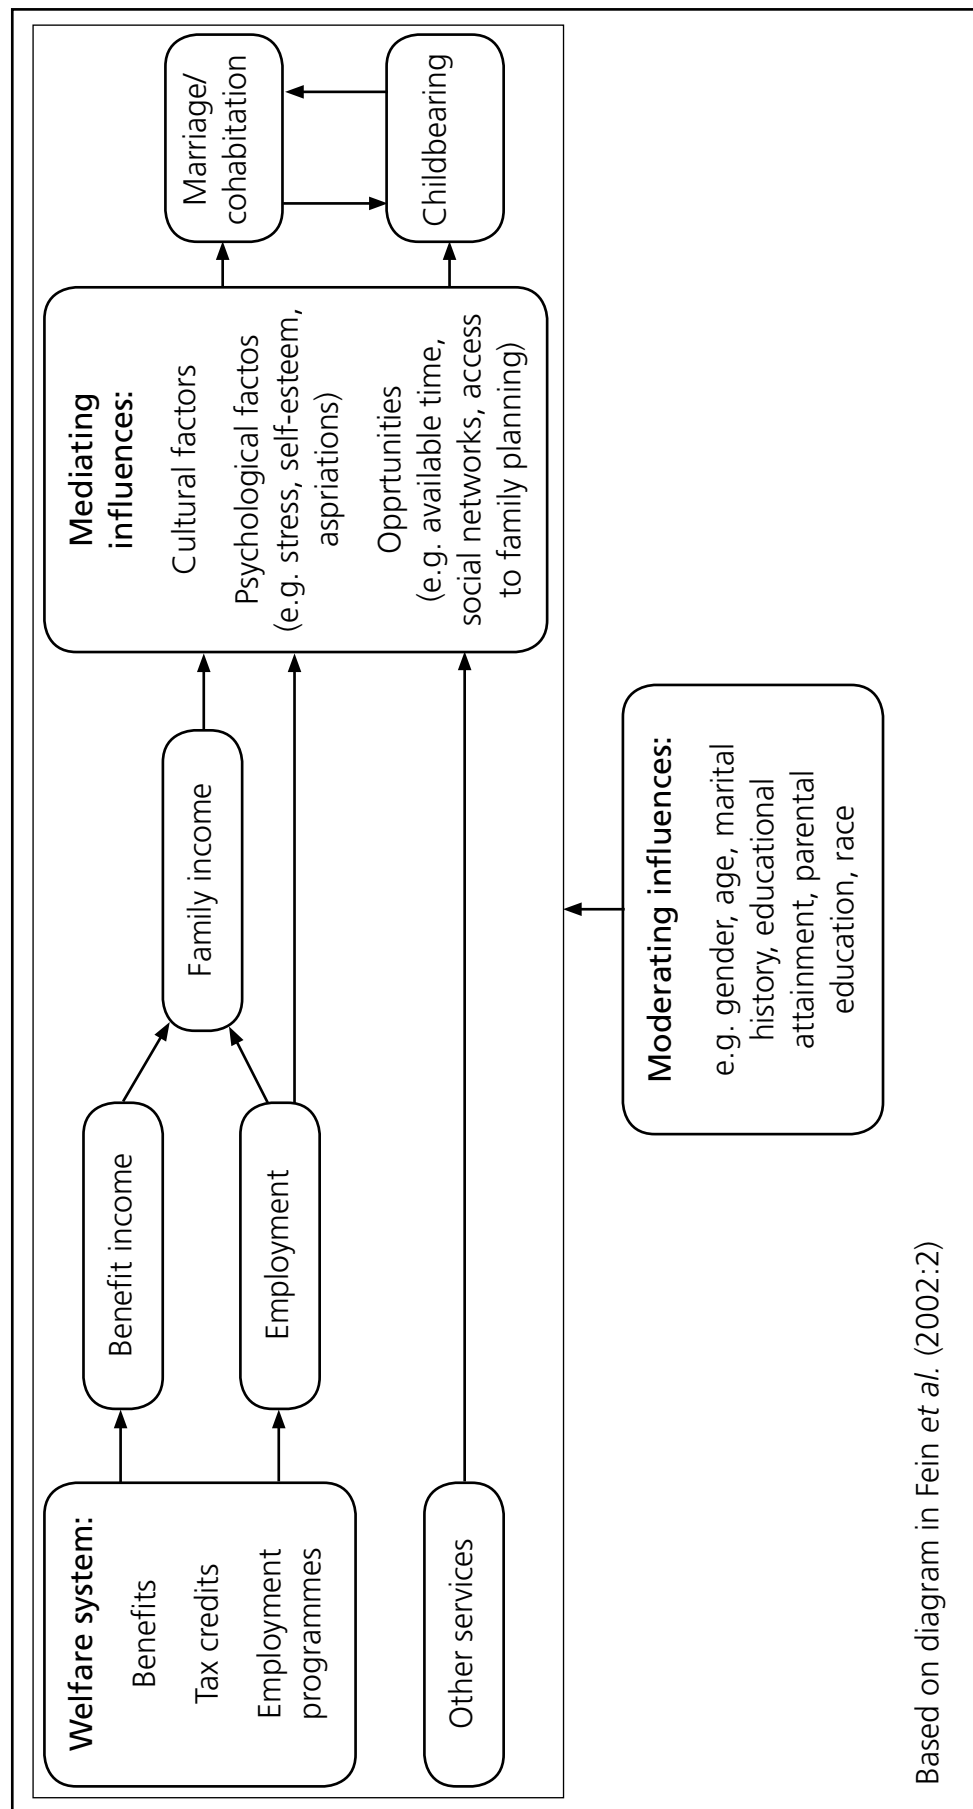 Welfare system:
Benefits
Tax credits
Employment
programmes
Other services
Benefit income
Employment
Family income
Mediating
influences:
Cultural factors
Psychological factos
(e.g. stress, self-esteem,
aspriations)
Opprtunities
(e.g. available time,
social networks, access
to family planning)
Marriage/
cohabitation
Childbearing
Moderating influences:
e.g. gender, age, marital
history, educational
attainment, parental
education, race
Based on diagram in Fein et al. (2002:2)